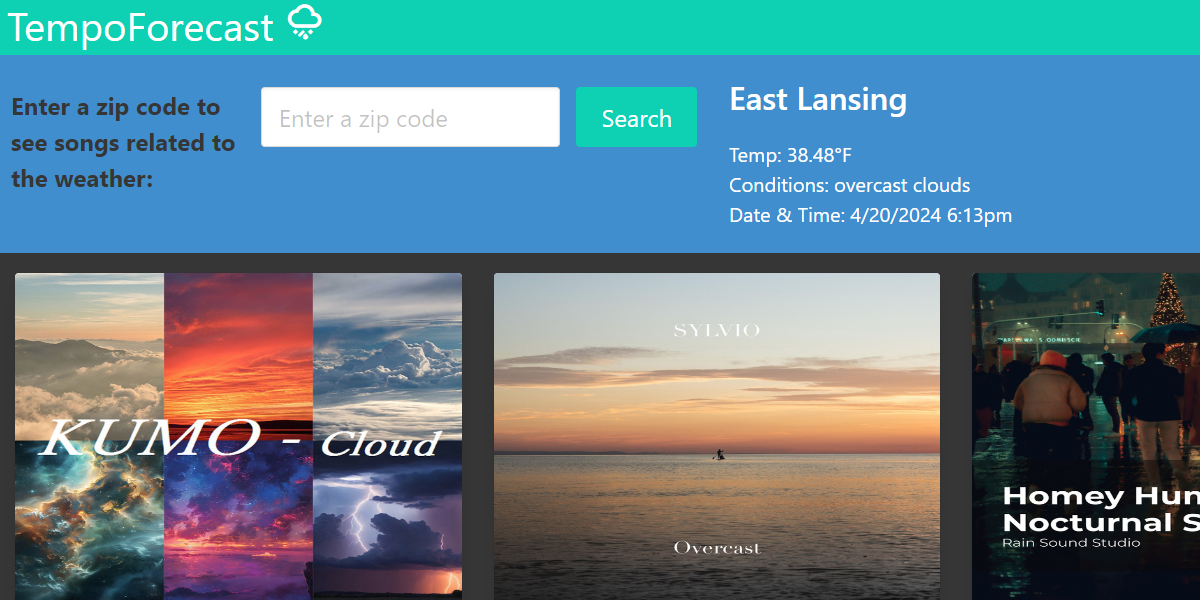 TempoForecast
Enter a zip code to
see songs related to
the weather:
Enter a zip code
Search
East Lansing
Temp: 38.48°F
Conditions: overcast clouds
Date & Time: 4/20/2024 6:13pm
KUMO - Cloud
SYLVIO
Overcast
Homey Hun
Nocturnal S
Rain Sound Studio